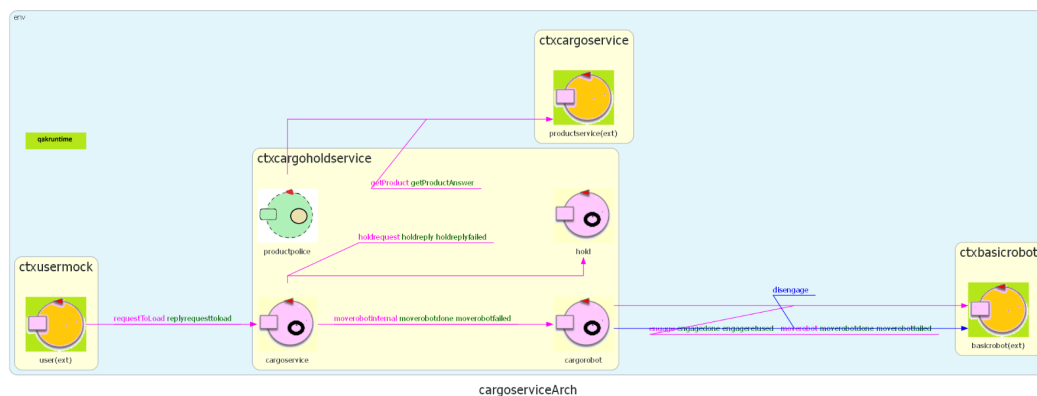 env
ctxcargoservice
productservice(ext)
qakruntime
ctxcargoholdservice
getProduct getProductAnswer
productpolice
holdrequest holdreply holdreplyfailed
hold
ctxusermock
ctxbasicrobot
disengage
requestToLoad replyrequesttoload
moverobotinternal moverobotdone moverobotfailed
engage engagedone engagerefused moverobot moverobotdone moverobotfailed
user(ext)
cargoservice
cargorobot
basicrobot(ext)
cargoserviceArch